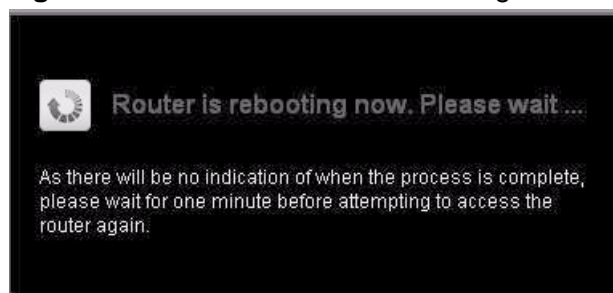 Router is rebooting now. Please wait ...
As there will be no indication of when the process is complete,
please wait for one minute before attempting to access the
router again.